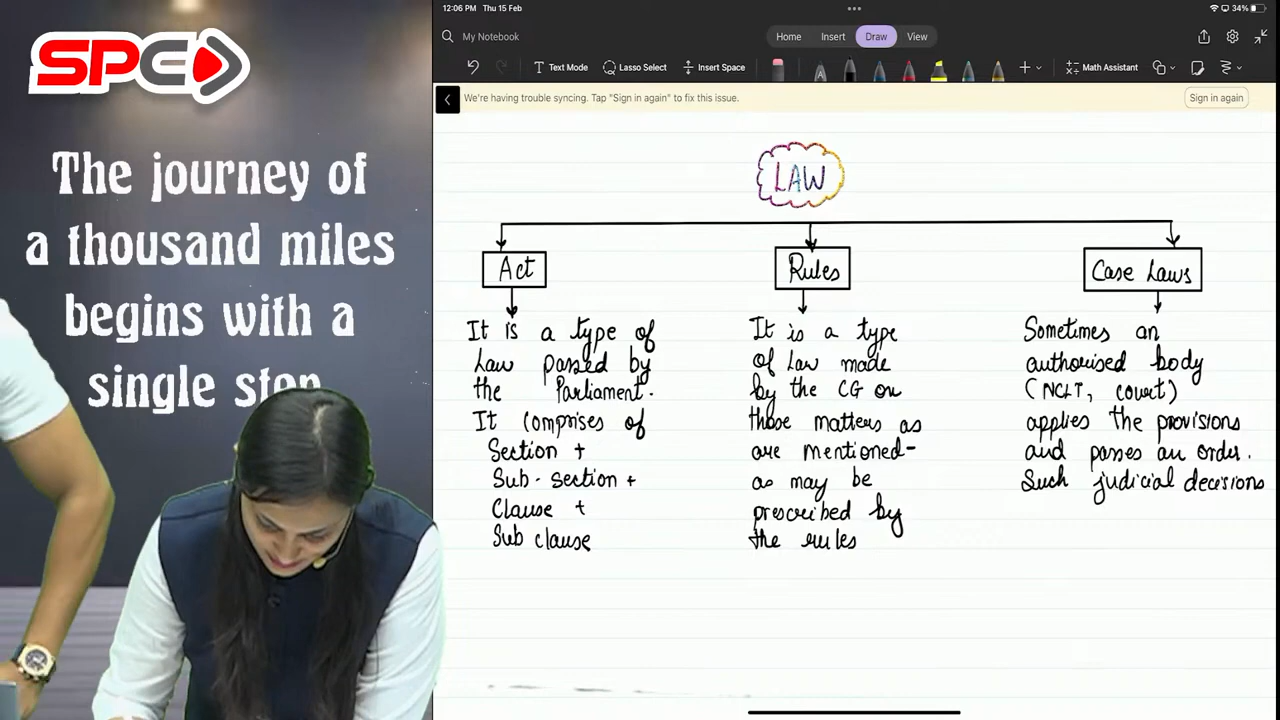 SPC
The journey of
a thousand miles
begins with a
single step
12:06 PM Thu 15 Feb
34%
My Notebook
Home Insert Draw View
Text Mode Lasso Select Insert Space Math Assistant
We're having trouble syncing. Tap "Sign in again" to fix this issue. Sign in again
LAW
Act
It is a type of
Law passed by
the Parliament.
It comprises of
Section +
Sub-section +
Clause +
Sub clause
Rules
It is a type
of Law made
by the CG on
those matters as
are mentioned-
as may be
prescribed by
the rules
Case Laws
Sometimes an
authorised body
(NCLT, court)
applies the provisions
and passes an order.
Such judicial decisions